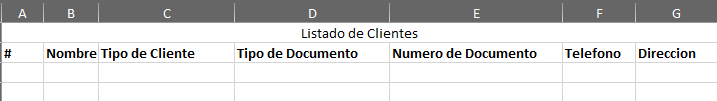 A B C D E F G
Listado de Clientes
# Nombre Tipo de Cliente Tipo de Documento Numero de Documento Telefono Direccion